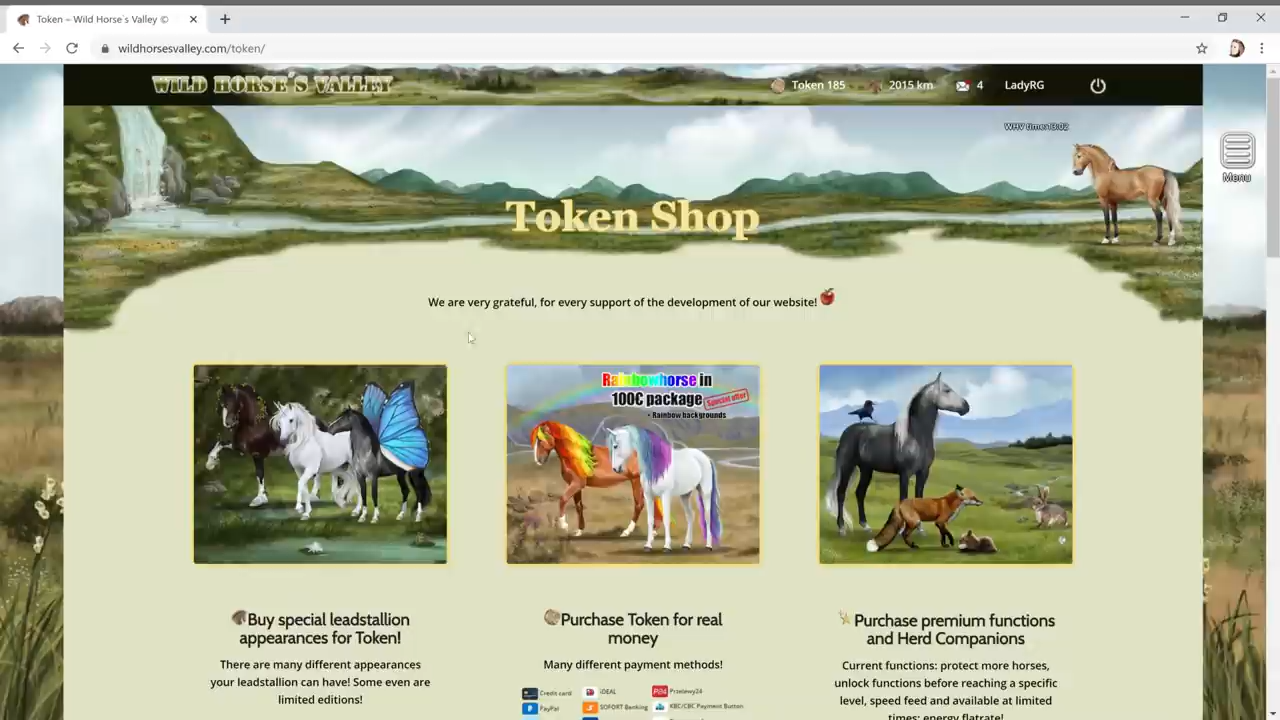 Token – Wild Horse´s Valley ©
wildhorsesvalley.com/token/
WILD HORSE´S VALLEY
Token 185
2015 km
4
LadyRG
WHV time:13:02
Menu
Token Shop
We are very grateful, for every support of the development of our website!
Rainbowhorse in
100€ package
Special offer
+ Rainbow backgrounds
Buy special leadstallion
appearances for Token!
There are many different appearances
your leadstallion can have! Some even are
limited editions!
Purchase Token for real
money
Many different payment methods!
Credit card
iDEAL
P24
Przelewy24
PayPal
SOFORT Banking
KBC/CBC Payment Button
Purchase premium functions
and Herd Companions
Current functions: protect more horses,
unlock functions before reaching a specific
level, speed feed and available at limited
times: energy flatrate!